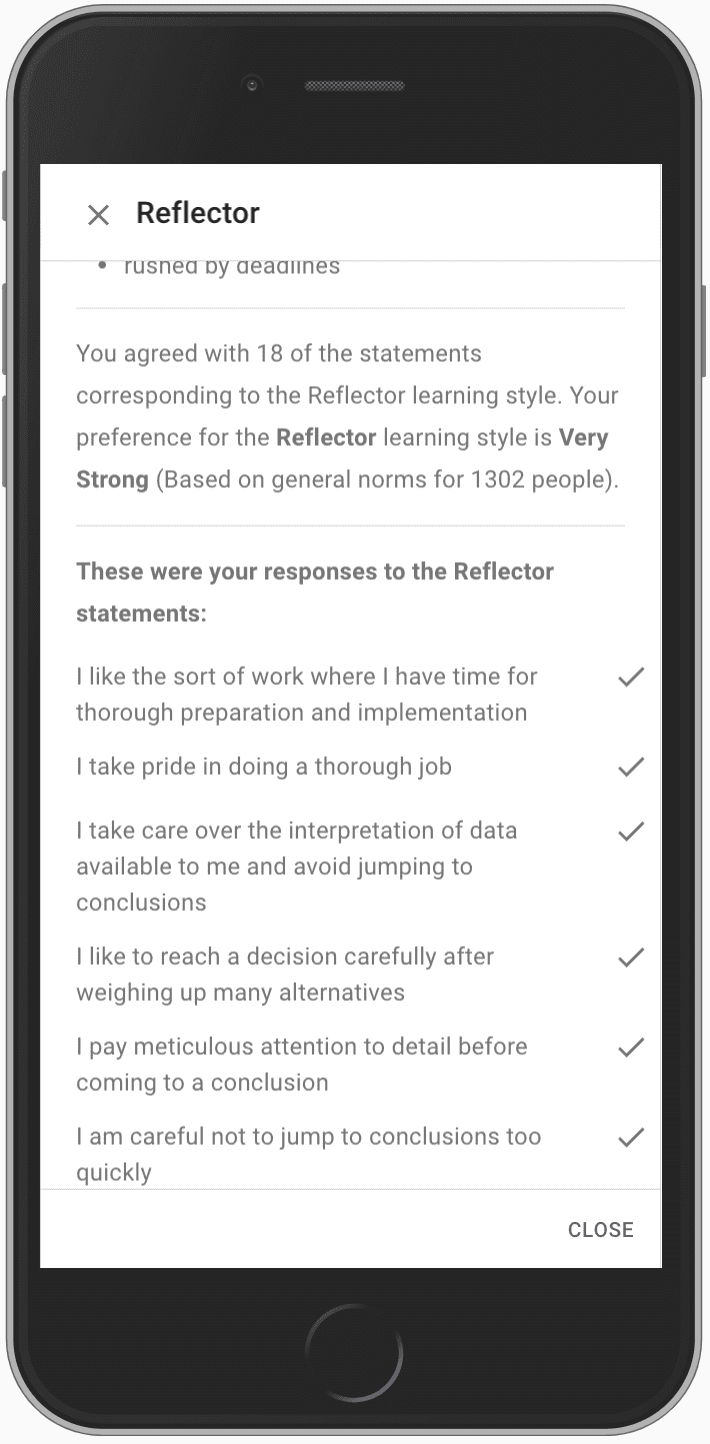 Reflector
• rushed by deadlines
You agreed with 18 of the statements
corresponding to the Reflector learning style. Your
preference for the Reflector learning style is Very
Strong (Based on general norms for 1302 people).
These were your responses to the Reflector
statements:
I like the sort of work where I have time for
thorough preparation and implementation
I take pride in doing a thorough job
I take care over the interpretation of data
available to me and avoid jumping to
conclusions
I like to reach a decision carefully after
weighing up many alternatives
I pay meticulous attention to detail before
coming to a conclusion
I am careful not to jump to conclusions too
quickly
CLOSE